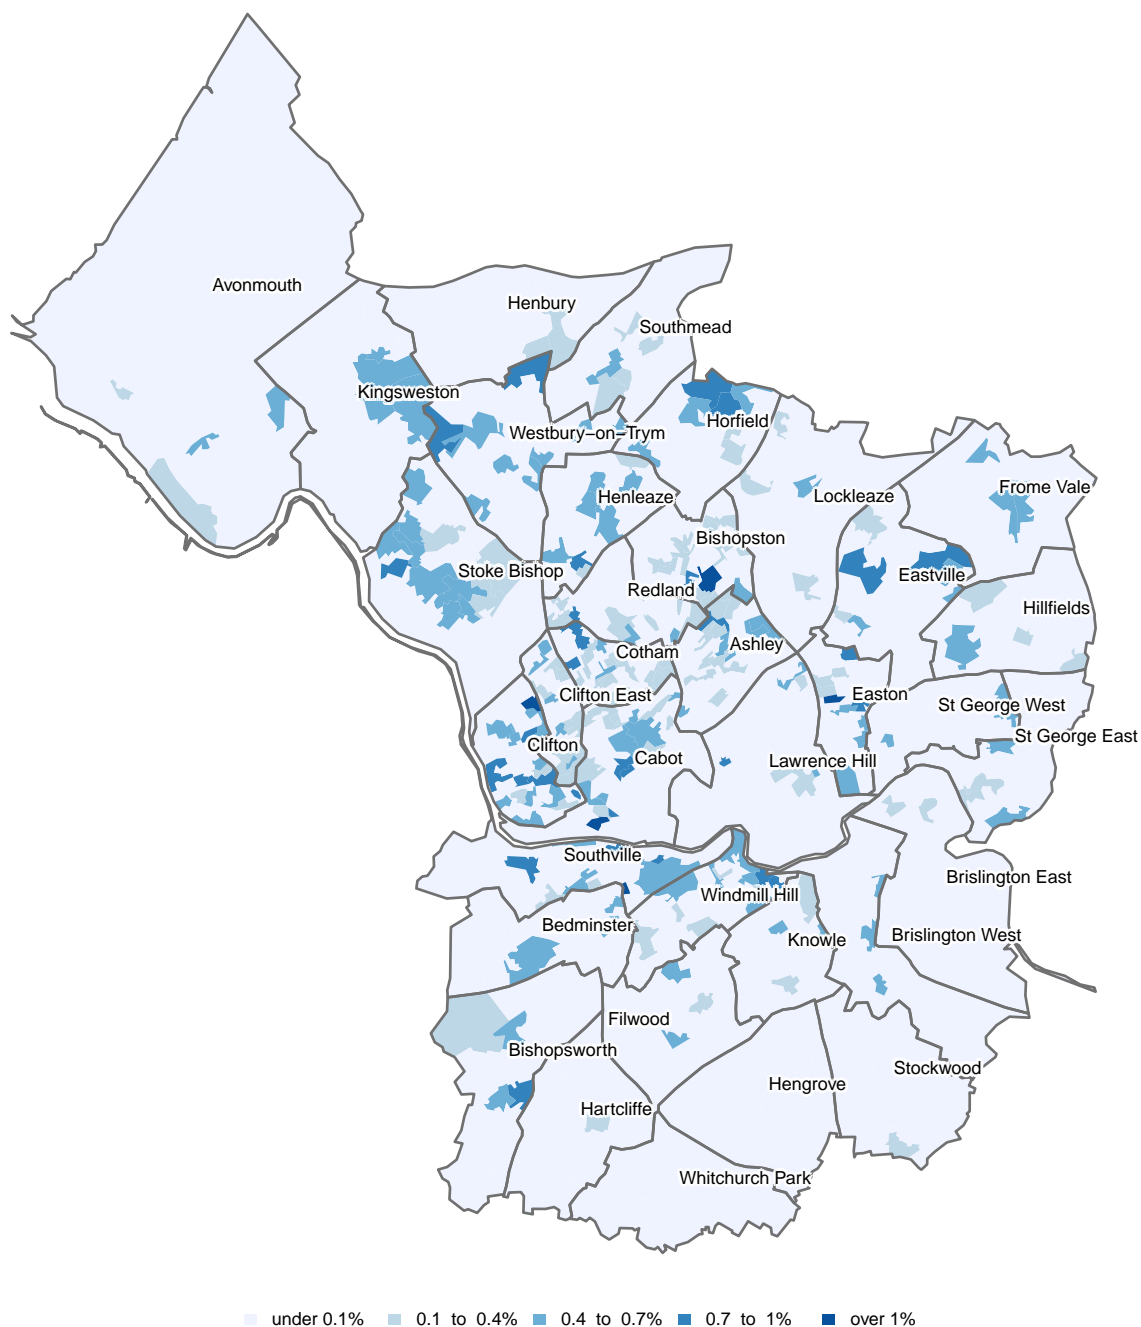 Avonmouth
Henbury
Southmead
Kingsweston
Horfield
Westbury–on–Trym
Frome Vale
Henleaze
Lockleaze
Bishopston
Stoke Bishop
Eastville
Redland
Hillfields
Ashley
Cotham
Clifton East
Easton
St George West
St George East
Clifton
Cabot
Lawrence Hill
Southville
Brislington East
Windmill Hill
Bedminster
Brislington West
Knowle
Filwood
Bishopsworth
Stockwood
Hengrove
Hartcliffe
Whitchurch Park
under 0.1% 0.1 to 0.4% 0.4 to 0.7% 0.7 to 1% over 1%